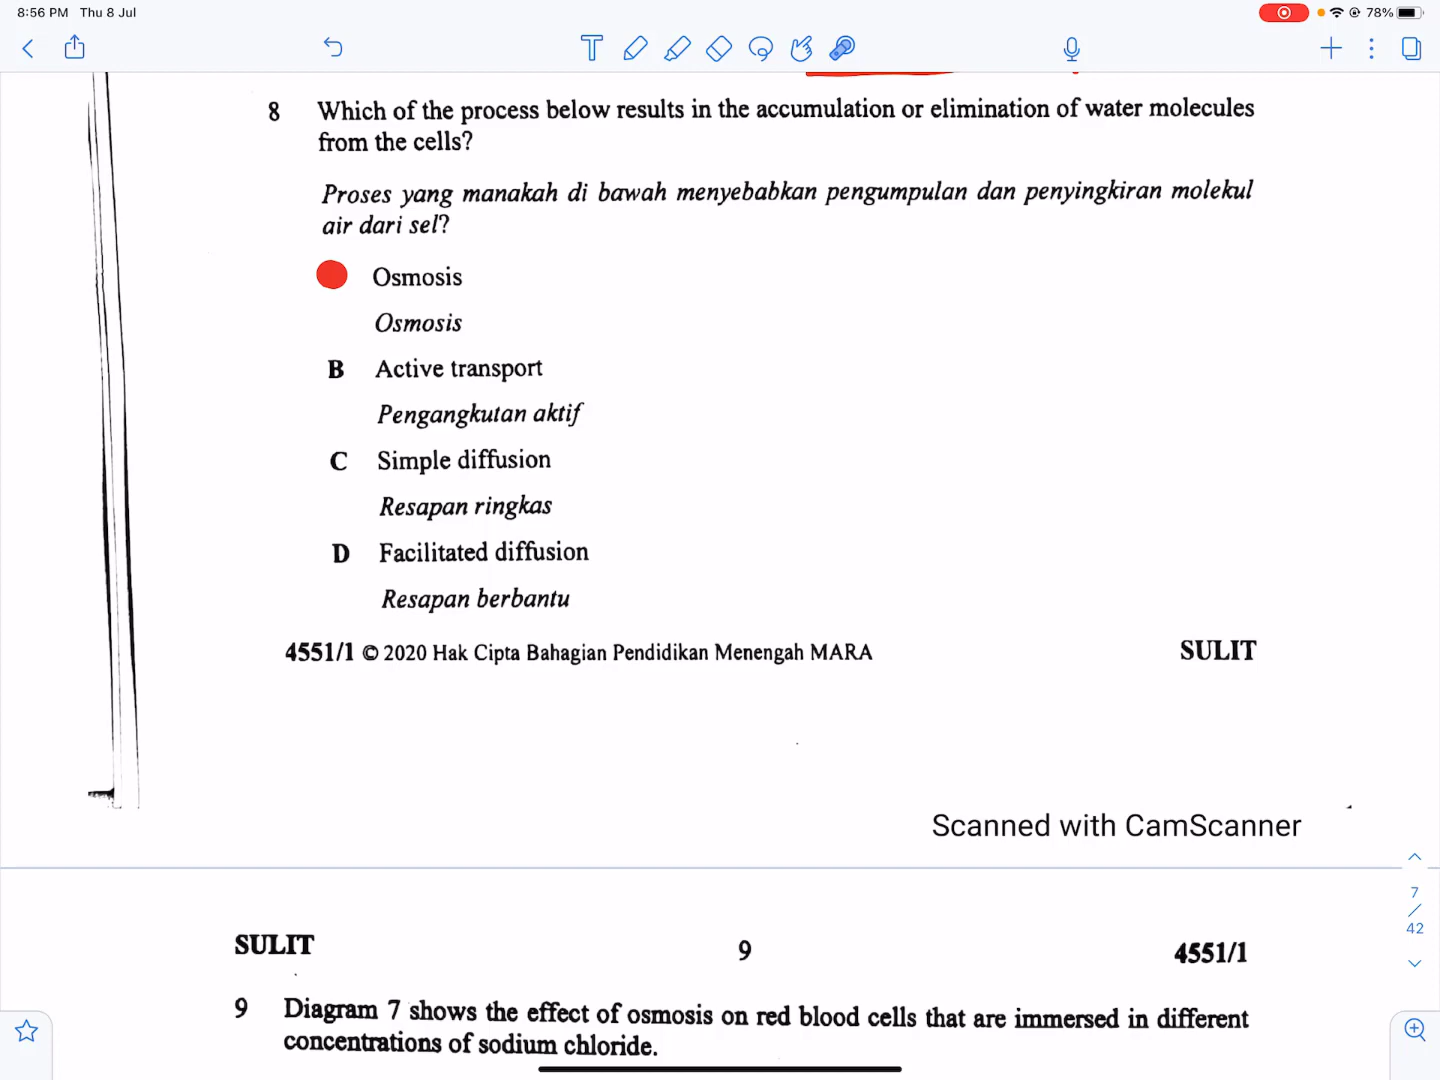 8:56 PM Thu 8 Jul
78%
8 Which of the process below results in the accumulation or elimination of water molecules
from the cells?
Proses yang manakah di bawah menyebabkan pengumpulan dan penyingkiran molekul
air dari sel?
Osmosis
Osmosis
B Active transport
Pengangkutan aktif
C Simple diffusion
Resapan ringkas
D Facilitated diffusion
Resapan berbantu
4551/1 © 2020 Hak Cipta Bahagian Pendidikan Menengah MARA SULIT
Scanned with CamScanner
7
/
42
SULIT 9 4551/1
9 Diagram 7 shows the effect of osmosis on red blood cells that are immersed in different
concentrations of sodium chloride.